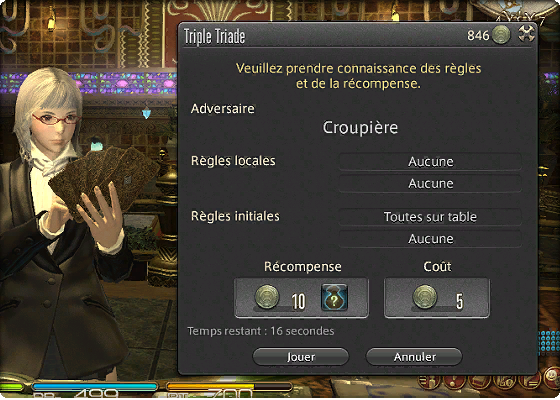 Triple Triade 846
Veuillez prendre connaissance des règles
et de la récompense.
Adversaire
Croupière
Règles locales Aucune
Aucune
Règles initiales Toutes sur table
Aucune
Récompense Coût
10 ? 5
Temps restant : 16 secondes
Jouer Annuler